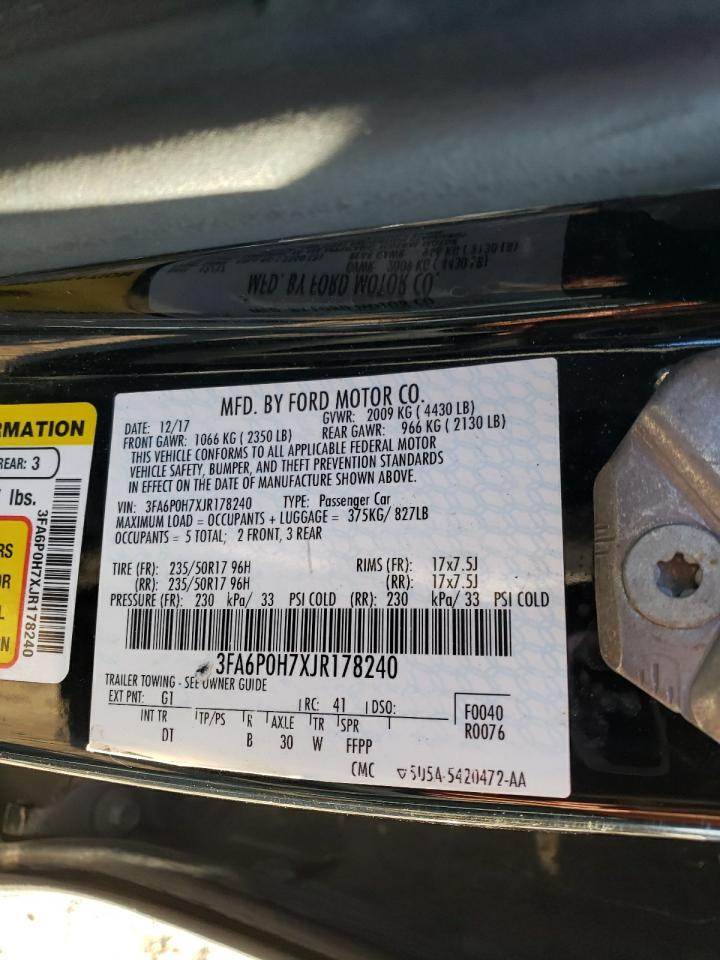 MFD. BY FORD MOTOR CO.
DATE: 12/17 GVWR: 2009 KG ( 4430 LB)
FRONT GAWR: 1066 KG ( 2350 LB) REAR GAWR: 966 KG ( 2130 LB)
THIS VEHICLE CONFORMS TO ALL APPLICABLE FEDERAL MOTOR
VEHICLE SAFETY, BUMPER, AND THEFT PREVENTION STANDARDS
IN EFFECT ON THE DATE OF MANUFACTURE SHOWN ABOVE.
VIN: 3FA6P0H7XJR178240 TYPE: Passenger Car
MAXIMUM LOAD = OCCUPANTS + LUGGAGE = 375KG/ 827LB
OCCUPANTS = 5 TOTAL; 2 FRONT, 3 REAR
TIRE (FR): 235/50R17 96H RIMS (FR): 17x7.5J
(RR): 235/50R17 96H (RR): 17x7.5J
PRESSURE (FR): 230 kPa/ 33 PSI COLD (RR): 230 kPa/ 33 PSI COLD
3FA6P0H7XJR178240
TRAILER TOWING - SEE OWNER GUIDE
EXT PNT: G1 RC: 41 DSO: F0040
INT TR TP/PS R AXLE TR SPR R0076
DT B 30 W FFPP
CMC 5U5A-5420472-AA
RMATION
REAR: 3
lbs.
RS
OR
L
N
3FA6P0H7XJR178240
MFD. BY FORD MOTOR CO.